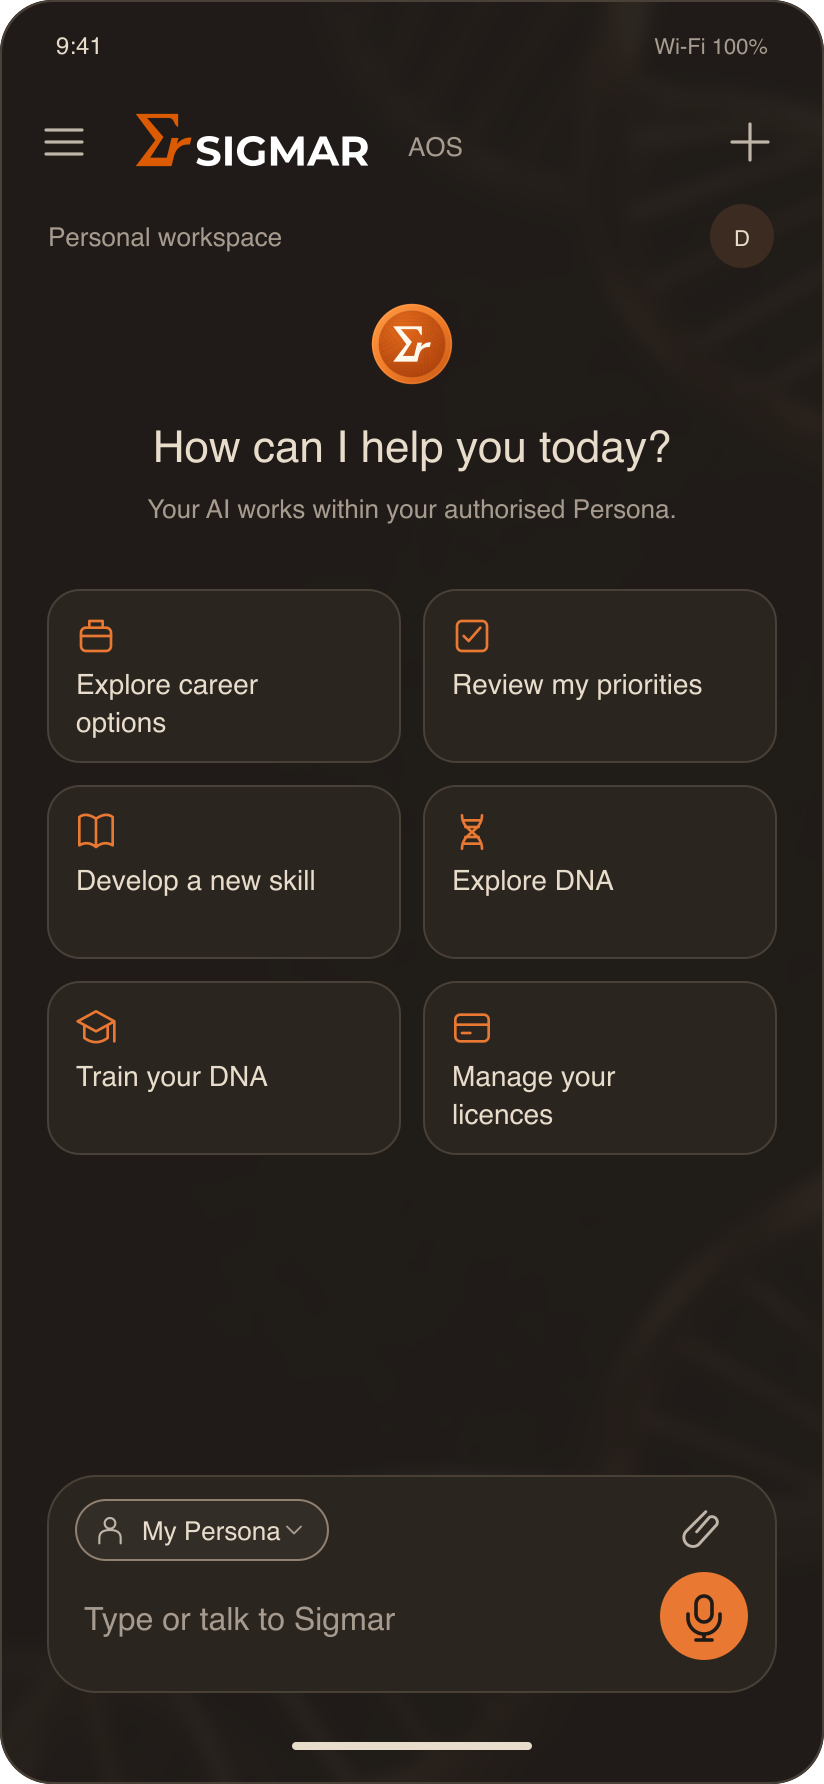 9:41
Wi-Fi 100%
Σr SIGMAR AOS
Personal workspace
D
Σr
How can I help you today?
Your AI works within your authorised Persona.
Explore career
options
Review my priorities
Develop a new skill
Explore DNA
Train your DNA
Manage your
licences
My Persona
Type or talk to Sigmar